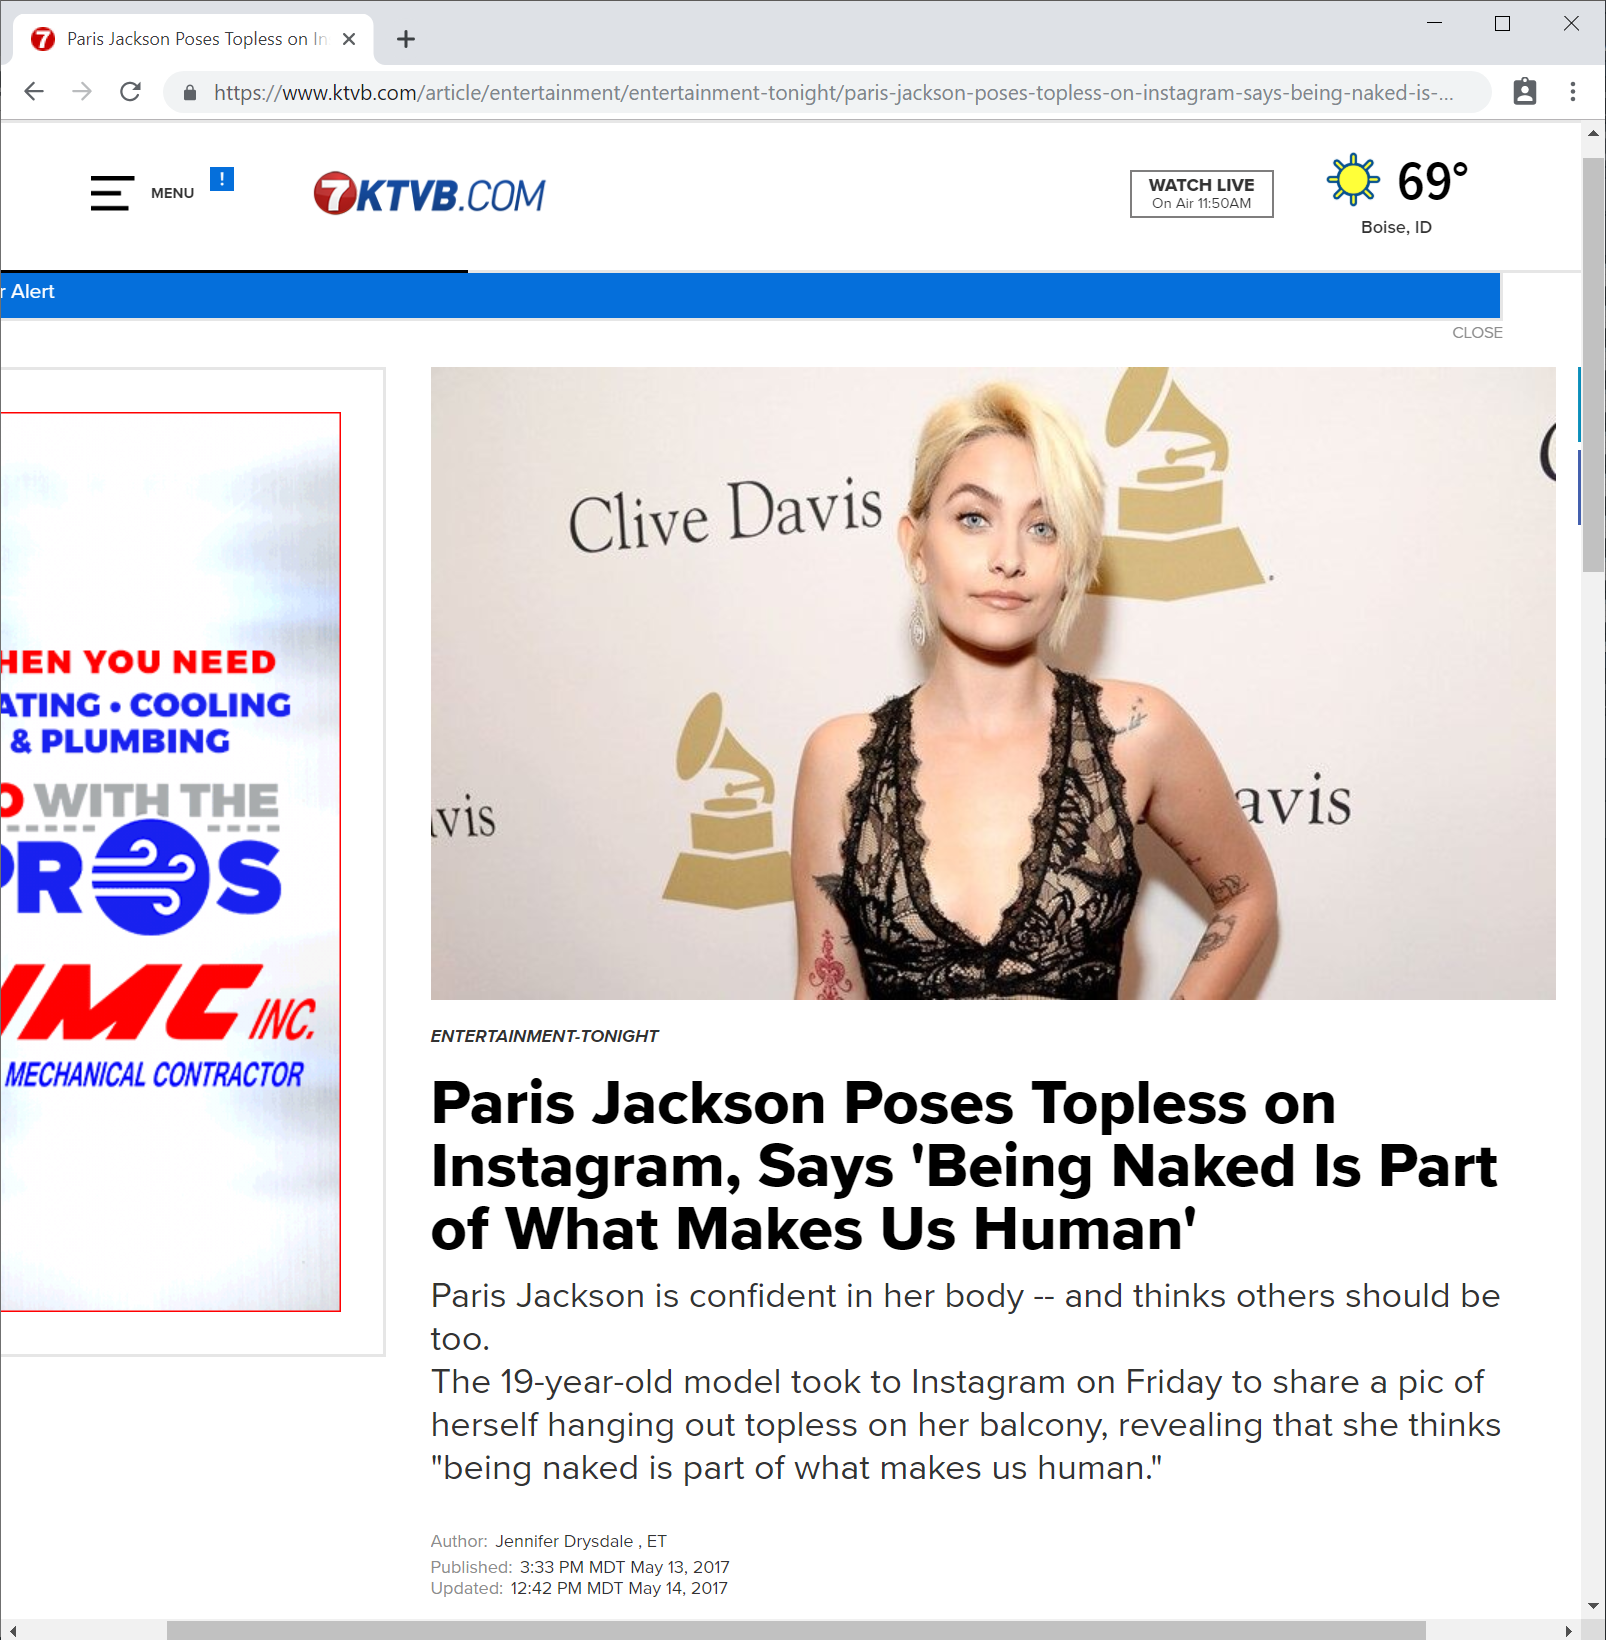 7 Paris Jackson Poses Topless on In
https://www.ktvb.com/article/entertainment/entertainment-tonight/paris-jackson-poses-topless-on-instagram-says-being-naked-is-...
MENU
!
7KTVB.COM
WATCH LIVE
On Air 11:50AM
69°
Boise, ID
r Alert
CLOSE
HEN YOU NEED
ATING • COOLING
& PLUMBING
O WITH THE
PROS
MC INC.
MECHANICAL CONTRACTOR
Clive Davis
avis
avis
ENTERTAINMENT-TONIGHT
Paris Jackson Poses Topless on
Instagram, Says 'Being Naked Is Part
of What Makes Us Human'
Paris Jackson is confident in her body -- and thinks others should be
too.
The 19-year-old model took to Instagram on Friday to share a pic of
herself hanging out topless on her balcony, revealing that she thinks
"being naked is part of what makes us human."
Author: Jennifer Drysdale , ET
Published: 3:33 PM MDT May 13, 2017
Updated: 12:42 PM MDT May 14, 2017